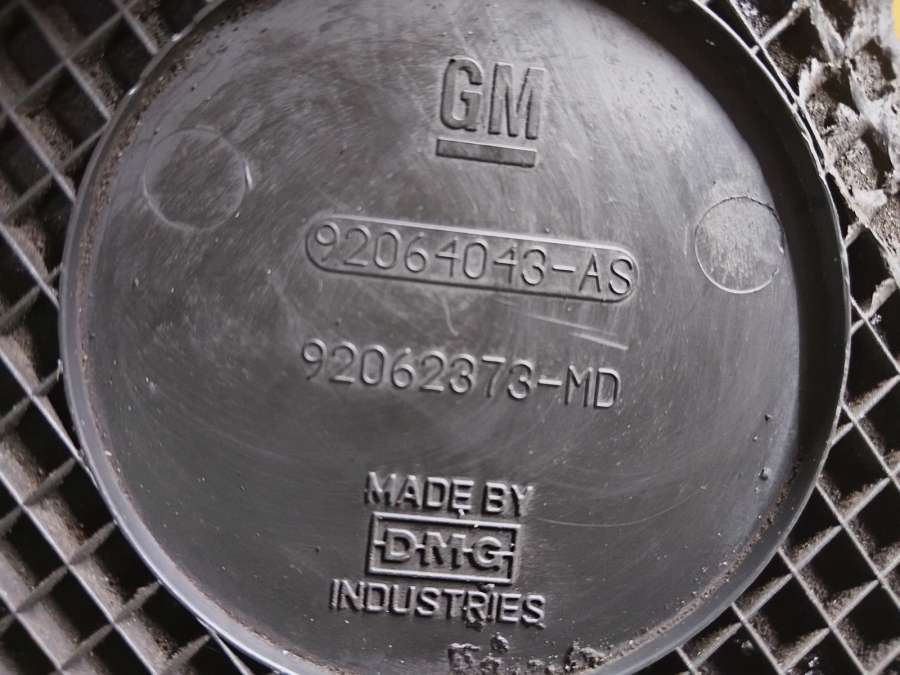 GM
92064043-AS
92062373-MD
MADE BY
DMG
INDUSTRIES